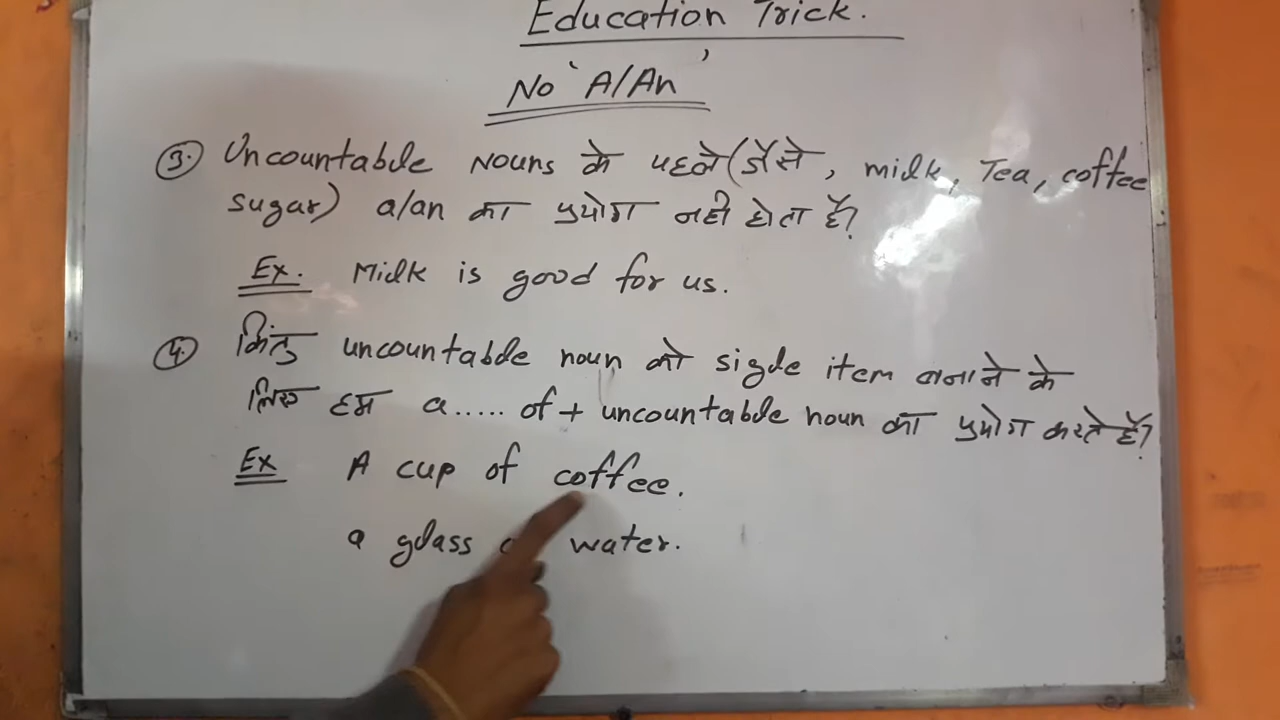 Education Trick.
No 'A/An'
③. Uncountable Nouns के पहले (जैसे, milk, Tea, coffee
sugar) a/an का प्रयोग नही होता हैं?
Ex. Milk is good for us.
④ किंतु uncountable noun को sigle item बनाने के
लिए हम a..... of + uncountable noun का प्रयोग करते हैं?
Ex A cup of coffee.
a glass water.